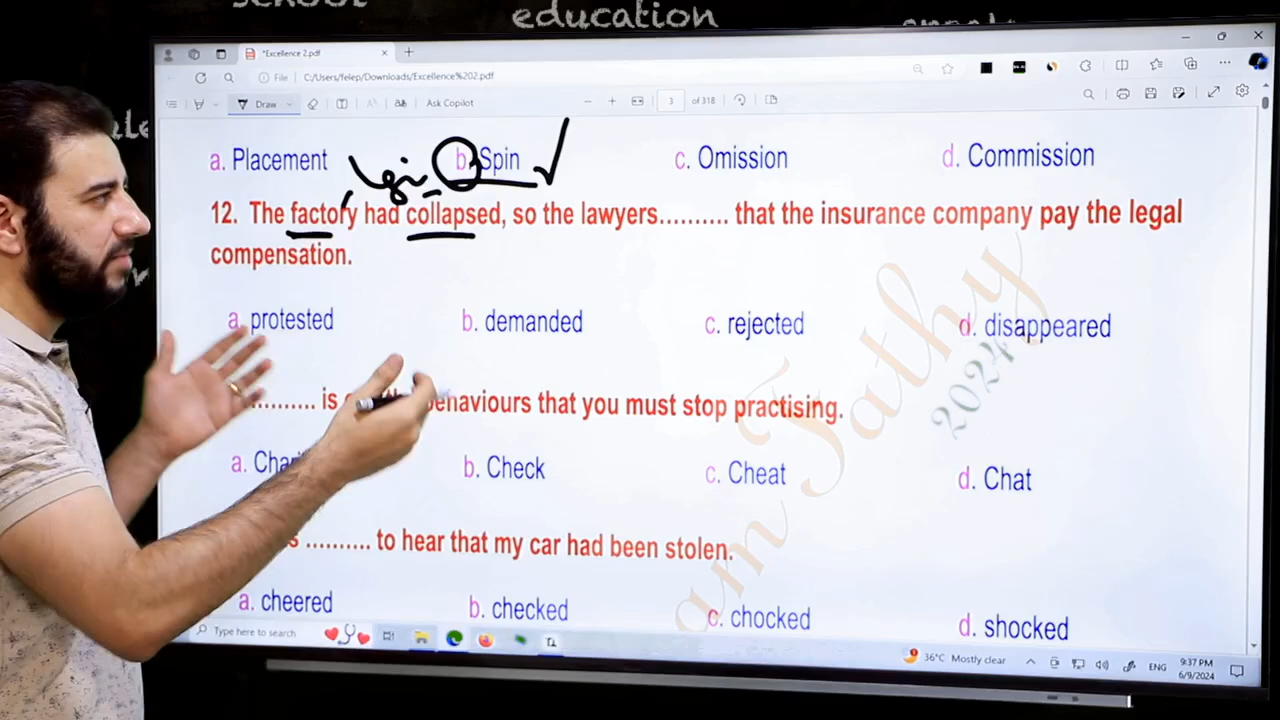 school
education
*Excellence 2.pdf
File
C:/Users/felep/Downloads/Excellence%202.pdf
Draw
Ask Copilot
3
of 318
a. Placement b. Spin c. Omission d. Commission
12. The factory had collapsed, so the lawyers.......... that the insurance company pay the legal
compensation.
a. protested b. demanded c. rejected d. disappeared
.......... is behaviours that you must stop practising.
b. Check c. Cheat d. Chat
.......... to hear that my car had been stolen.
a. cheered b. checked c. chocked d. shocked
Fathy
2024
Type here to search
36°C Mostly clear
ENG
9:37 PM
6/9/2024